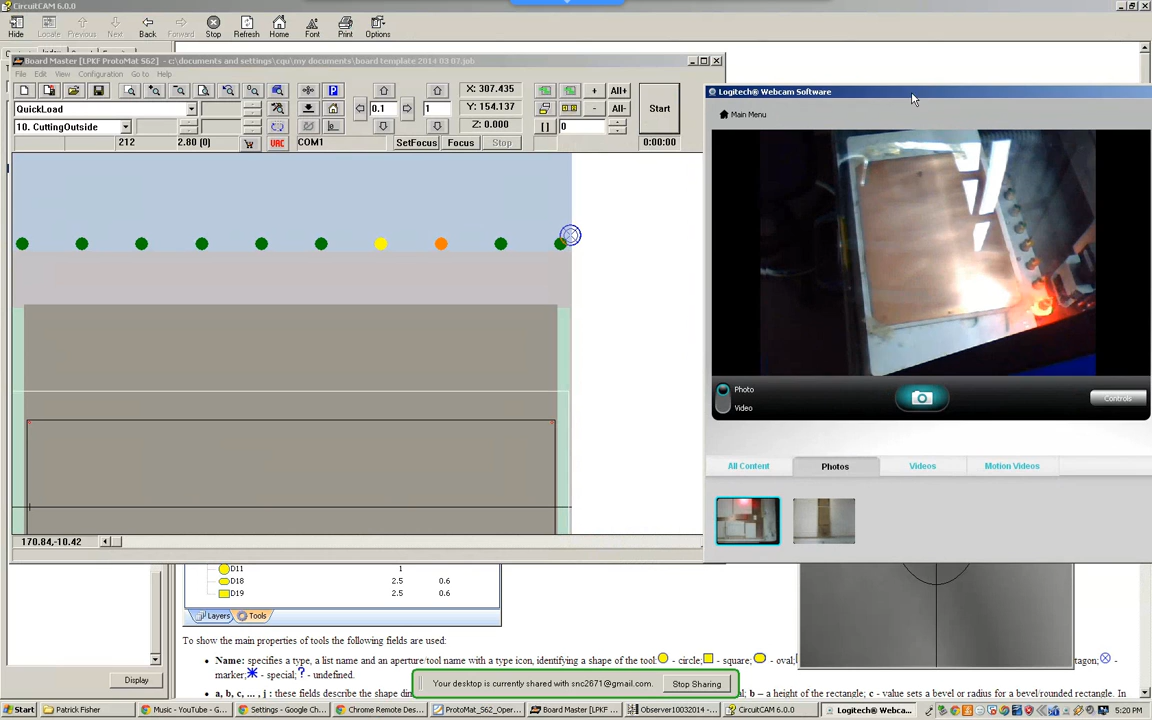 CircuitCAM 6.0.0
Hide Locate Previous Next Back Forward Stop Refresh Home Font Print Options
Board Master [LPKF ProtoMat S62] - c:\documents and settings\cqu\my documents\board template 2014 03 07.job
File Edit View Configuration Go to Help
0.1 1 X: 307.435 + All+ Start
QuickLoad Y: 154.137 - All-
10. CuttingOutside Z: 0.000 [ ] 0
212 2.80 (0) VAC COM1 SetFocus Focus Stop 0:00:00
170.84,-10.42
Logitech® Webcam Software
Main Menu
Photo
Video
Controls
All Content Photos Videos Motion Videos
D11 1
D18 2.5 0.6
D19 2.5 0.6
Layers Tools
To show the main properties of tools the following fields are used:
Name: specifies a type, a list name and an aperture/tool name with a type icon, identifying a shape of the tool: - circle; - square; - oval; tagon;
marker; - special; ? - undefined.
a, b, c, ... , j : these fields describe the shape b = a height of the rectangle; c - value sets a bevel or radius for a bevel/rounded rectangle. In
Display
Your desktop is currently shared with snc2671@gmail.com. Stop Sharing
Start Patrick Fisher Music - Google - G... Settings - Google Ch... Chrome Remote Des... ProtoMat_S62_Oper... Board Master [LPKF ... Observer10032014 - ... CircuitCAM 6.0.0 Logitech® Webca... 5:20 PM